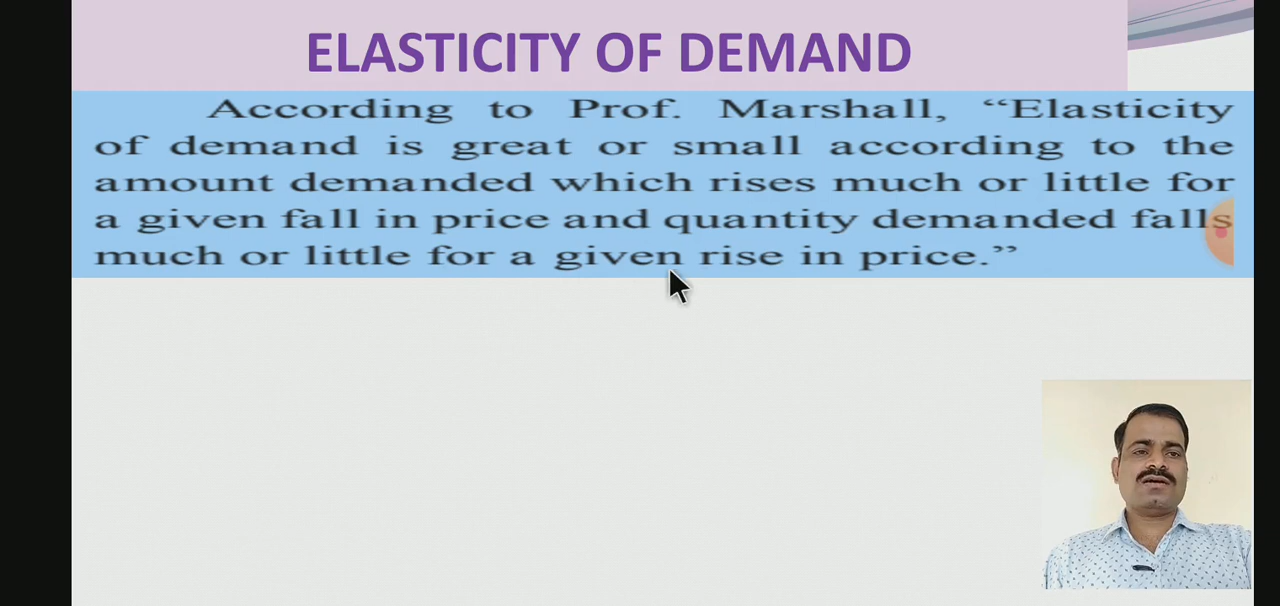 ELASTICITY OF DEMAND
According to Prof. Marshall, “Elasticity
of demand is great or small according to the
amount demanded which rises much or little for
a given fall in price and quantity demanded falls
much or little for a given rise in price.”